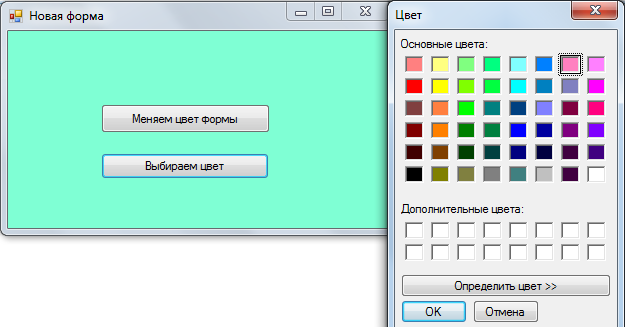 Новая форма
Меняем цвет формы
Выбираем цвет
Цвет
Основные цвета:
Дополнительные цвета:
Определить цвет >>
OK
Отмена